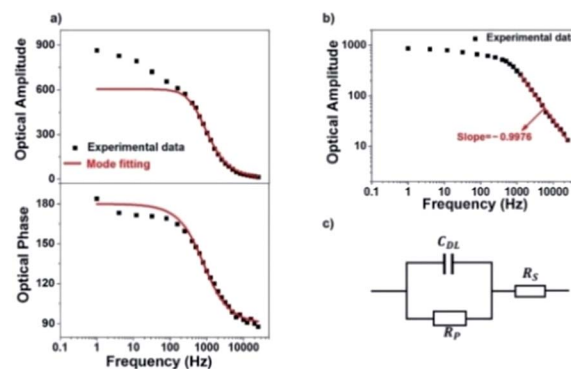 a)
900
600
300
0
Optical Amplitude
Experimental data
Mode fitting
180
150
120
90
Optical Phase
0.1 1 10 100 1000 10000
Frequency (Hz)
b)
Experimental data
1000
100
10
Optical Amplitude
Slope=−0.9976
0.1 1 10 100 1000 10000
Frequency (Hz)
c)
C_DL
R_S
R_P